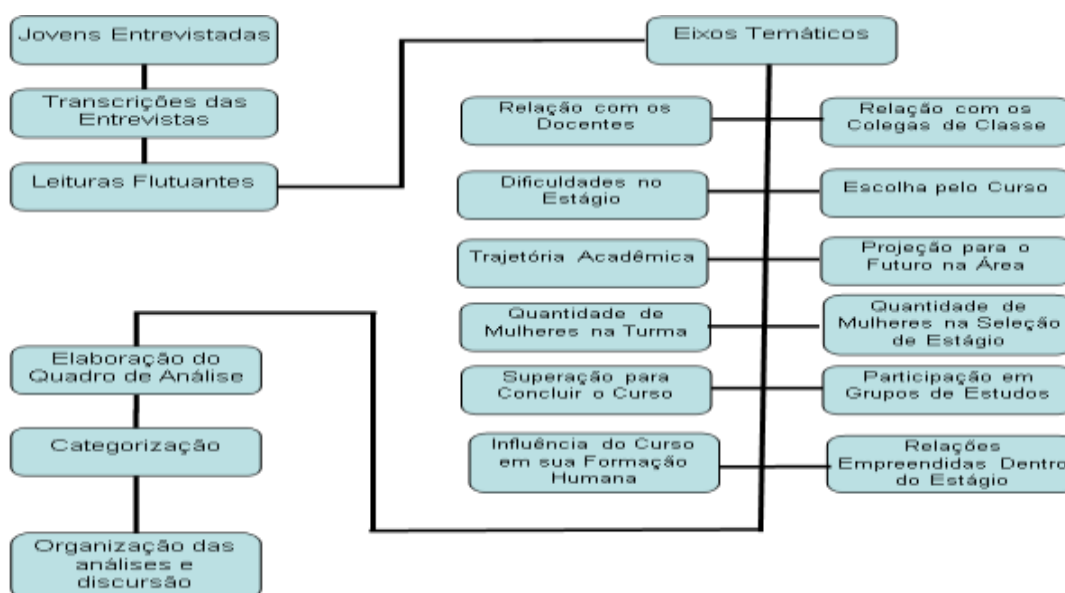 Jovens Entrevistadas
Transcrições das
Entrevistas
Leituras Flutuantes
Eixos Temáticos
Relação com os
Docentes
Relação com os
Colegas de Classe
Dificuldades no
Estágio
Escolha pelo Curso
Trajetória Acadêmica
Projeção para o
Futuro na Área
Quantidade de
Mulheres na Turma
Quantidade de
Mulheres na Seleção
de Estágio
Superação para
Concluir o Curso
Participação em
Grupos de Estudos
Influência do Curso
em sua Formação
Humana
Relações
Empreendidas Dentro
do Estágio
Elaboração do
Quadro de Análise
Categorização
Organização das
análises e
discursão